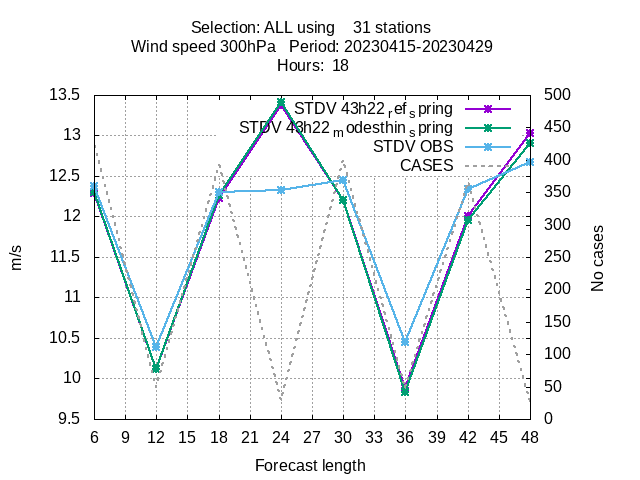 Selection: ALL using    31 stations
Wind speed 300hPa   Period: 20230415-20230429
Hours:  18
13.5
13
12.5
12
11.5
11
10.5
10
9.5
m/s
STDV 43h22 refspring
STDV 43h22 modesthinspring
STDV OBS
CASES
500
450
400
350
300
250
200
150
100
50
0
No cases
6 9 12 15 18 21 24 27 30 33 36 39 42 45 48
Forecast length